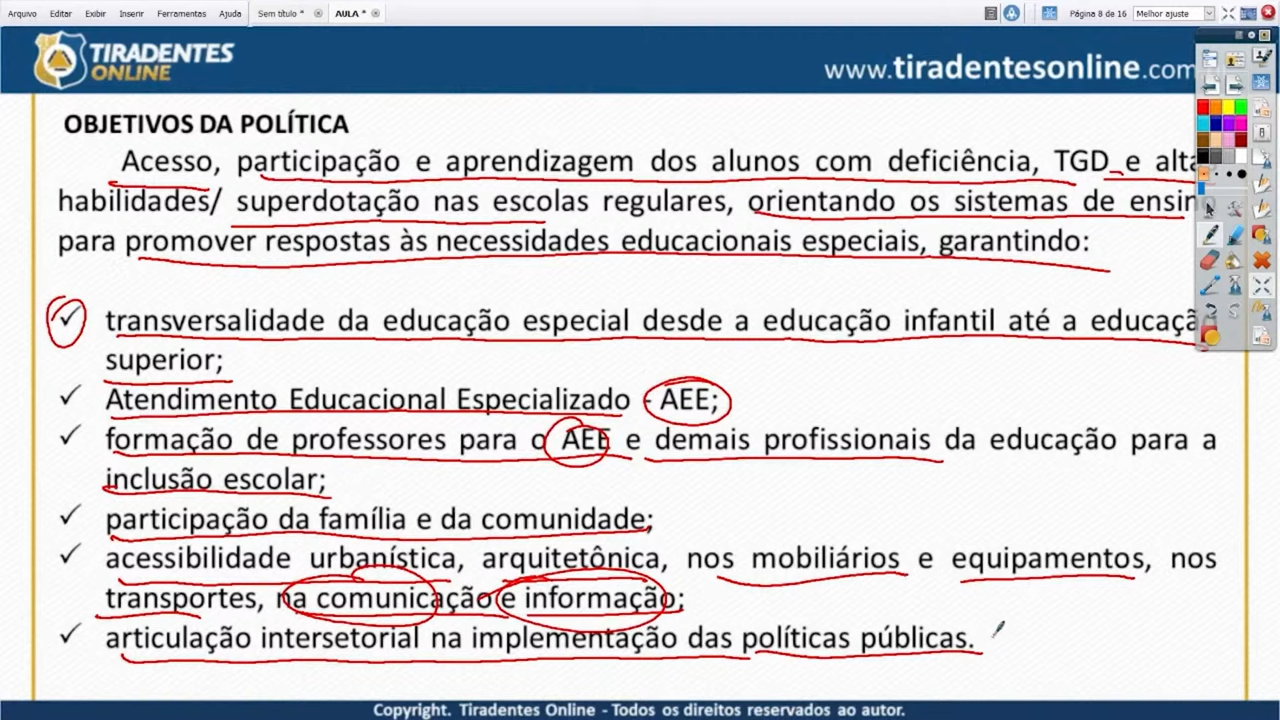 Arquivo Editar Exibir Inserir Ferramentas Ajuda Sem título * AULA * Página 8 de 16 Melhor ajuste
TIRADENTES
ONLINE
www.tiradentesonline.com
OBJETIVOS DA POLÍTICA
Acesso, participação e aprendizagem dos alunos com deficiência, TGD e alta
habilidades/ superdotação nas escolas regulares, orientando os sistemas de ensin
para promover respostas às necessidades educacionais especiais, garantindo:
✓ transversalidade da educação especial desde a educação infantil até a educaçã
superior;
✓ Atendimento Educacional Especializado - AEE;
✓ formação de professores para o AEE e demais profissionais da educação para a
inclusão escolar;
✓ participação da família e da comunidade;
✓ acessibilidade urbanística, arquitetônica, nos mobiliários e equipamentos, nos
transportes, na comunicação e informação;
✓ articulação intersetorial na implementação das políticas públicas.
Copyright. Tiradentes Online - Todos os direitos reservados ao autor.